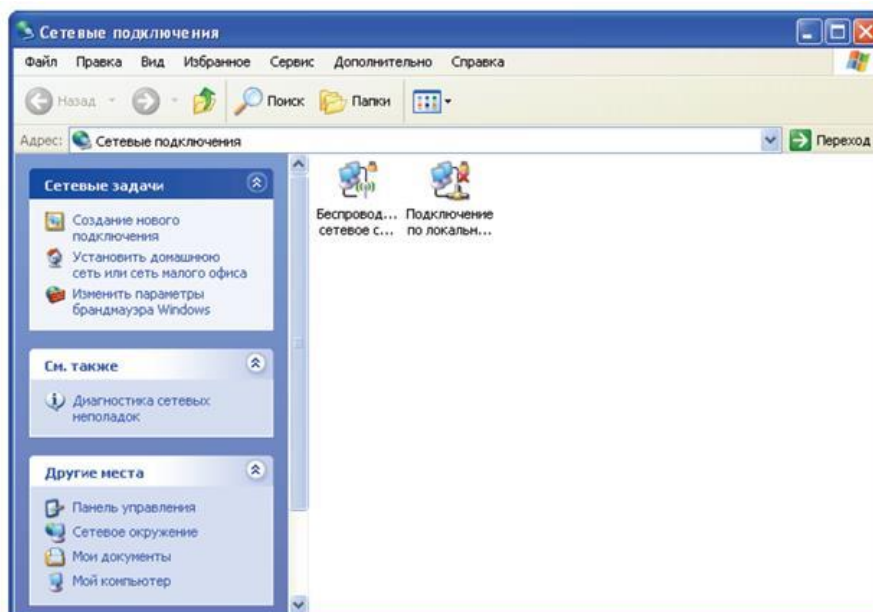 Сетевые подключения
Файл Правка Вид Избранное Сервис Дополнительно Справка
Назад Поиск Папки
Адрес: Сетевые подключения Переход
Сетевые задачи
Создание нового
подключения
Установить домашнюю
сеть или сеть малого офиса
Изменить параметры
брандмауэра Windows
См. также
Диагностика сетевых
неполадок
Другие места
Панель управления
Сетевое окружение
Мои документы
Мой компьютер
Беспровод...
сетевое с...
Подключение
по локальн...